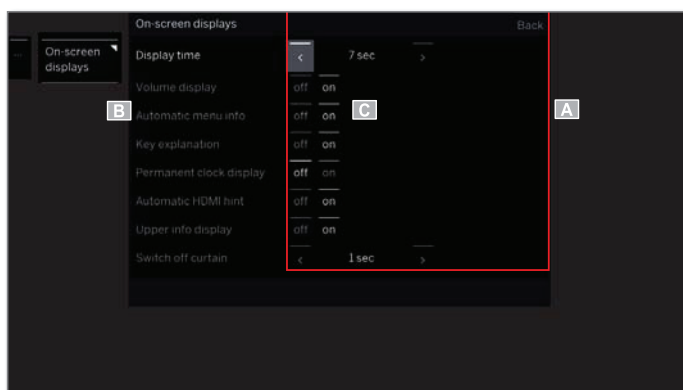 On-screen displays Back
... On-screen displays
Display time < 7 sec >
Volume display off on
B Automatic menu info off on C A
Key explanation off on
Permanent clock display off on
Automatic HDMI hint off on
Upper info display off on
Switch off curtain < 1 sec >